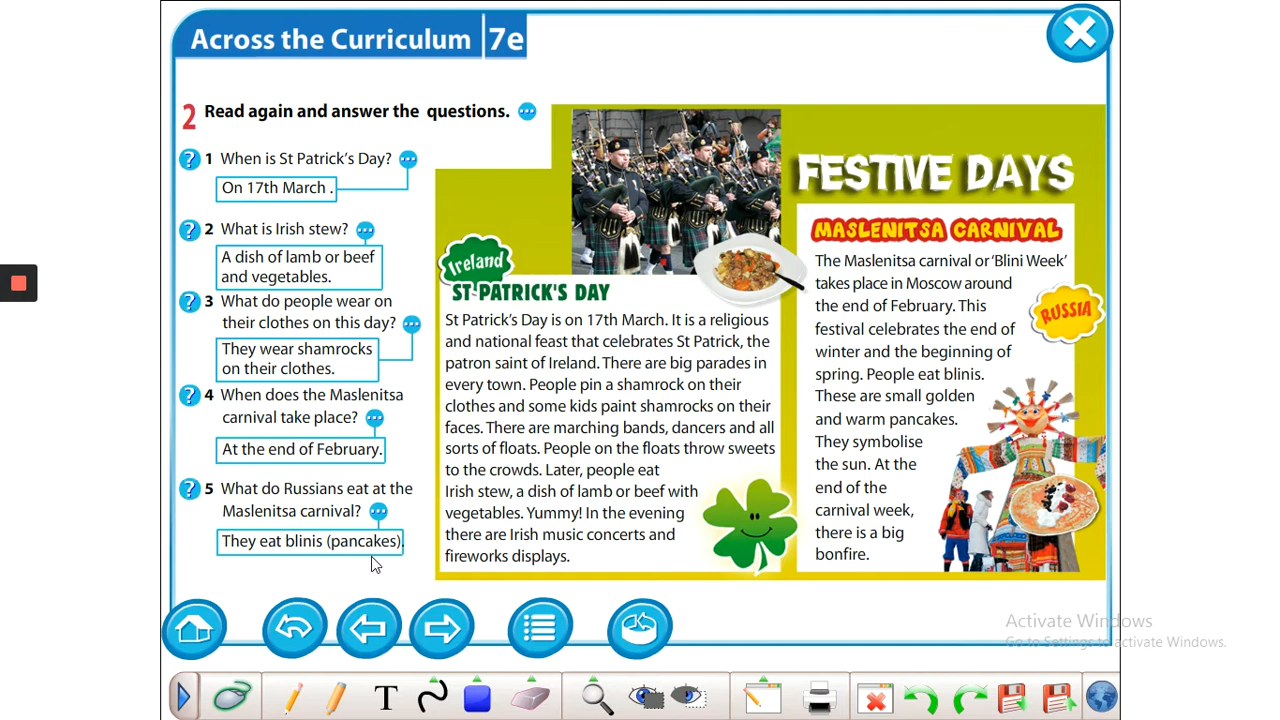 Across the Curriculum 7e
2 Read again and answer the questions.
1 When is St Patrick's Day?
On 17th March .
2 What is Irish stew?
A dish of lamb or beef
and vegetables.
3 What do people wear on
their clothes on this day?
They wear shamrocks
on their clothes.
4 When does the Maslenitsa
carnival take place?
At the end of February.
5 What do Russians eat at the
Maslenitsa carnival?
They eat blinis (pancakes).
Ireland
ST PATRICK'S DAY
St Patrick's Day is on 17th March. It is a religious
and national feast that celebrates St Patrick, the
patron saint of Ireland. There are big parades in
every town. People pin a shamrock on their
clothes and some kids paint shamrocks on their
faces. There are marching bands, dancers and all
sorts of floats. People on the floats throw sweets
to the crowds. Later, people eat
Irish stew, a dish of lamb or beef with
vegetables. Yummy! In the evening
there are Irish music concerts and
fireworks displays.
FESTIVE DAYS
MASLENITSA CARNIVAL
The Maslenitsa carnival or 'Blini Week'
takes place in Moscow around
the end of February. This
festival celebrates the end of
winter and the beginning of
spring. People eat blinis.
These are small golden
and warm pancakes.
They symbolise
the sun. At the
end of the
carnival week,
there is a big
bonfire.
RUSSIA
Activate Windows
Go to Settings to activate Windows.
T